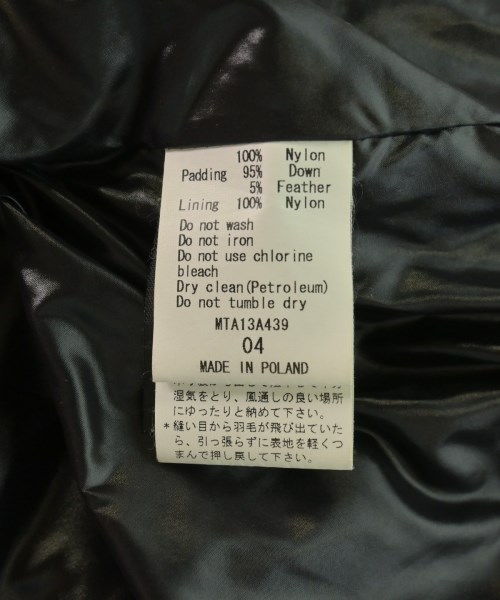 100% Nylon
Padding 95% Down
5% Feather
Lining 100% Nylon
Do not wash
Do not iron
Do not use chlorine
bleach
Dry clean(Petroleum)
Do not tumble dry
MTA13A439
04
MADE IN POLAND
湿気をとり、風通しの良い場所
にゆったりと納めて下さい。
*縫い目から羽毛が飛び出ていた
ら、引っ張らずに表地を軽くつ
まんで押し戻して下さい。